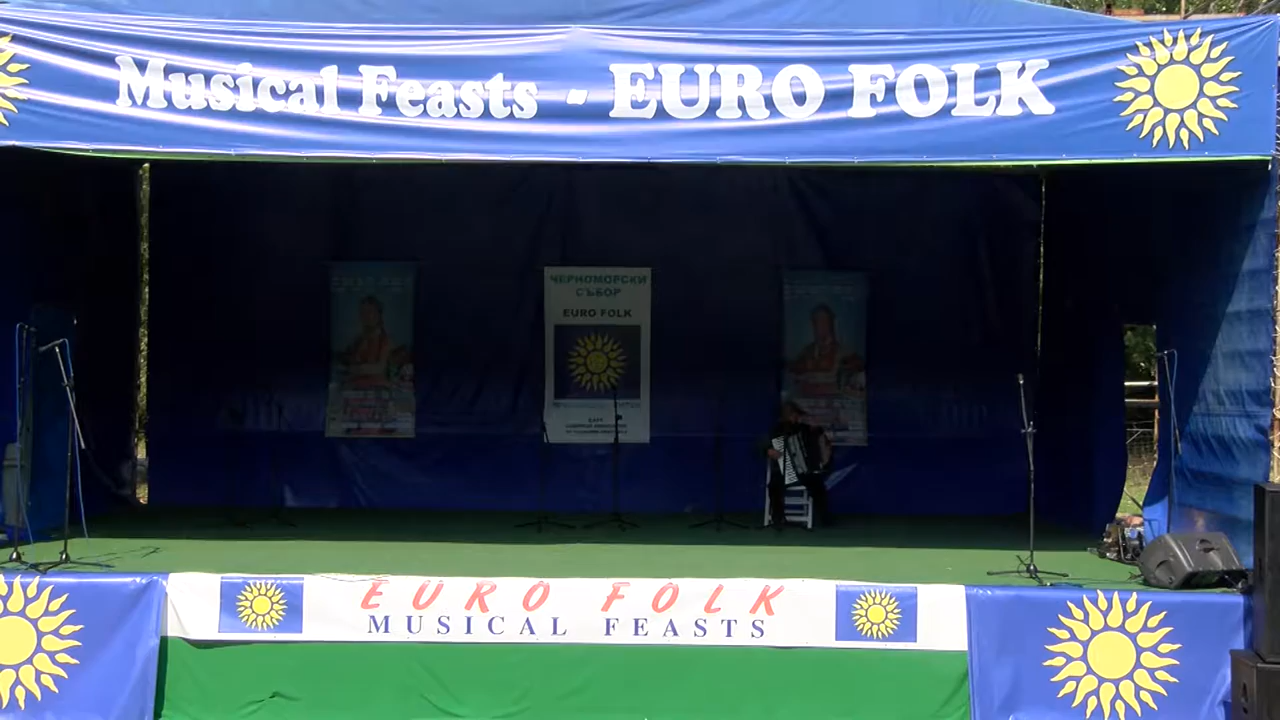 Musical Feasts - EURO FOLK
ЧЕРНОМОРСКИ
СЪБОР
EURO FOLK
EURO FOLK
MUSICAL FEASTS